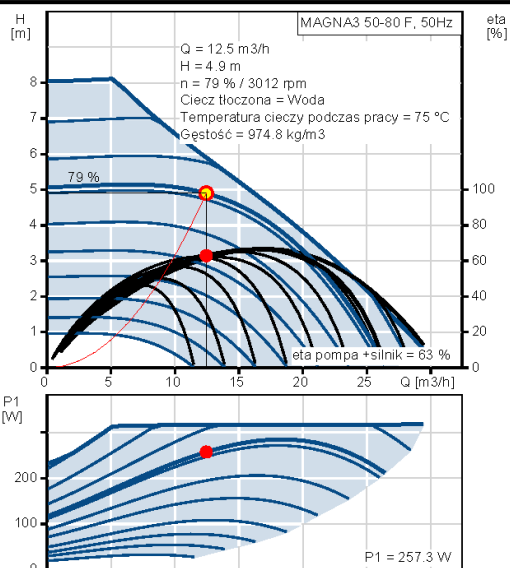 H
[m]
MAGNA3 50-80 F, 50Hz
eta
[%]
Q = 12.5 m3/h
H = 4.9 m
n = 79 % / 3012 rpm
Ciecz tłoczona = Woda
Temperatura cieczy podczas pracy = 75 °C
Gęstość = 974.8 kg/m3
8
7
6
79 %
5
100
4
80
3
60
2
40
1
20
eta pompa +silnik = 63 %
0
0
0
5
10
15
20
25
Q [m3/h]
P1
[W]
200
100
P1 = 257.3 W
0